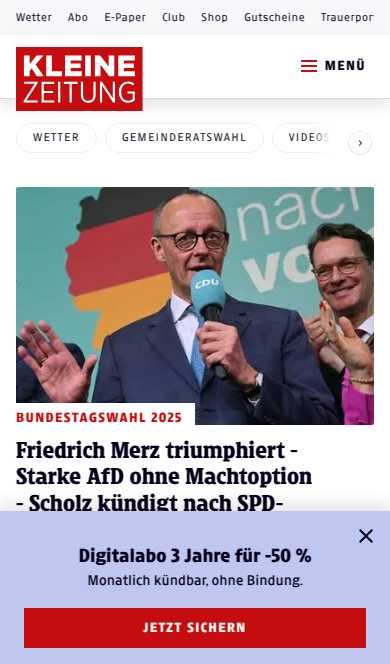 Wetter Abo E-Paper Club Shop Gutscheine Trauerpor
KLEINE
ZEITUNG
MENÜ
WETTER GEMEINDERATSWAHL VIDEOS
nach
vo
CDU
BUNDESTAGSWAHL 2025
Friedrich Merz triumphiert -
Starke AfD ohne Machtoption
- Scholz kündigt nach SPD-
Digitalabo 3 Jahre für -50 %
Monatlich kündbar, ohne Bindung.
JETZT SICHERN